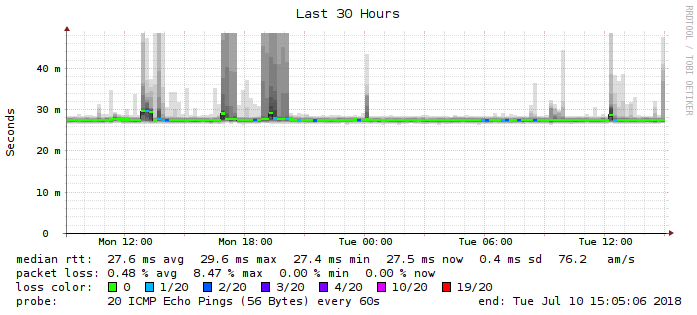 Last 30 Hours
RRDTOOL / TOBI OETIKER
Seconds
40 m
30 m
20 m
10 m
0
Mon 12:00 Mon 18:00 Tue 00:00 Tue 06:00 Tue 12:00
median rtt: 27.6 ms avg 29.6 ms max 27.4 ms min 27.5 ms now 0.4 ms sd 76.2 am/s
packet loss: 0.48 % avg 8.47 % max 0.00 % min 0.00 % now
loss color: 0 1/20 2/20 3/20 4/20 10/20 19/20
probe: 20 ICMP Echo Pings (56 Bytes) every 60s end: Tue Jul 10 15:05:06 2018